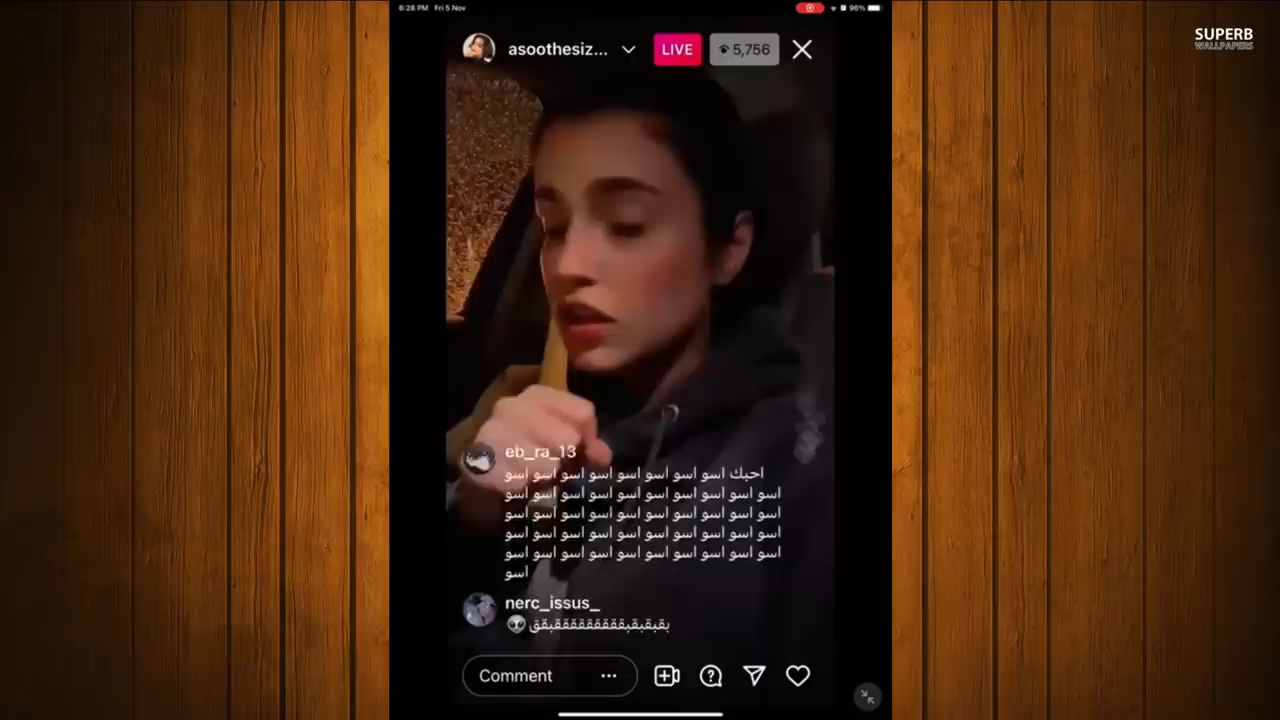 6:28 PM Fri 5 Nov
96%
SUPERB
WALLPAPERS
asoothesiz...
LIVE
5,756
eb_ra_13
احبك اسو اسو اسو اسو اسو اسو اسو اسو
اسو اسو اسو اسو اسو اسو اسو اسو اسو اسو
اسو اسو اسو اسو اسو اسو اسو اسو اسو اسو
اسو اسو اسو اسو اسو اسو اسو اسو اسو اسو
اسو اسو اسو اسو اسو اسو اسو اسو اسو اسو
اسو
nerc_issus_
Comment